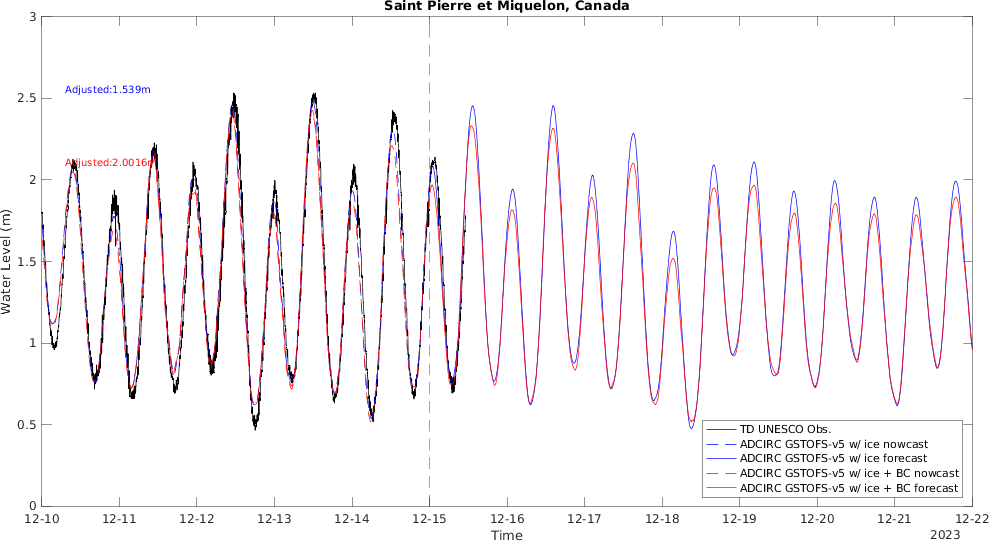 Saint Pierre et Miquelon, Canada
Water Level (m)
3
2.5
2
1.5
1
0.5
0
Adjusted:1.539m
Adjusted:2.0016m
TD UNESCO Obs.
ADCIRC GSTOFS-v5 w/ ice nowcast
ADCIRC GSTOFS-v5 w/ ice forecast
ADCIRC GSTOFS-v5 w/ ice + BC nowcast
ADCIRC GSTOFS-v5 w/ ice + BC forecast
12-10 12-11 12-12 12-13 12-14 12-15 12-16 12-17 12-18 12-19 12-20 12-21 12-22
Time
2023